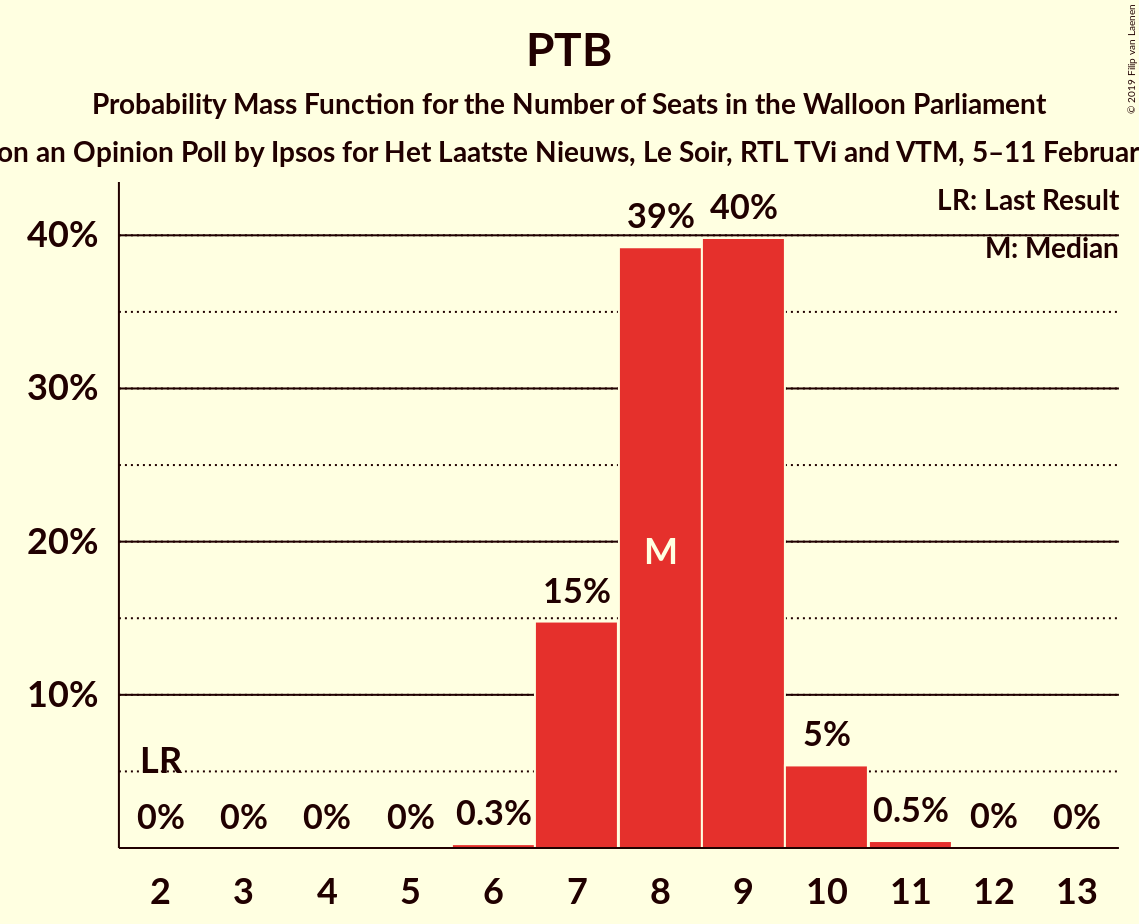 PTB
Probability Mass Function for the Number of Seats in the Walloon Parliament
on an Opinion Poll by Ipsos for Het Laatste Nieuws, Le Soir, RTL TVi and VTM, 5–11 Februar
© 2019 Filip van Laenen
LR: Last Result
M: Median
40%
30%
20%
10%
39%
40%
M
15%
LR
5%
0%
0%
0%
0%
0.3%
0.5%
0%
0%
2 3 4 5 6 7 8 9 10 11 12 13